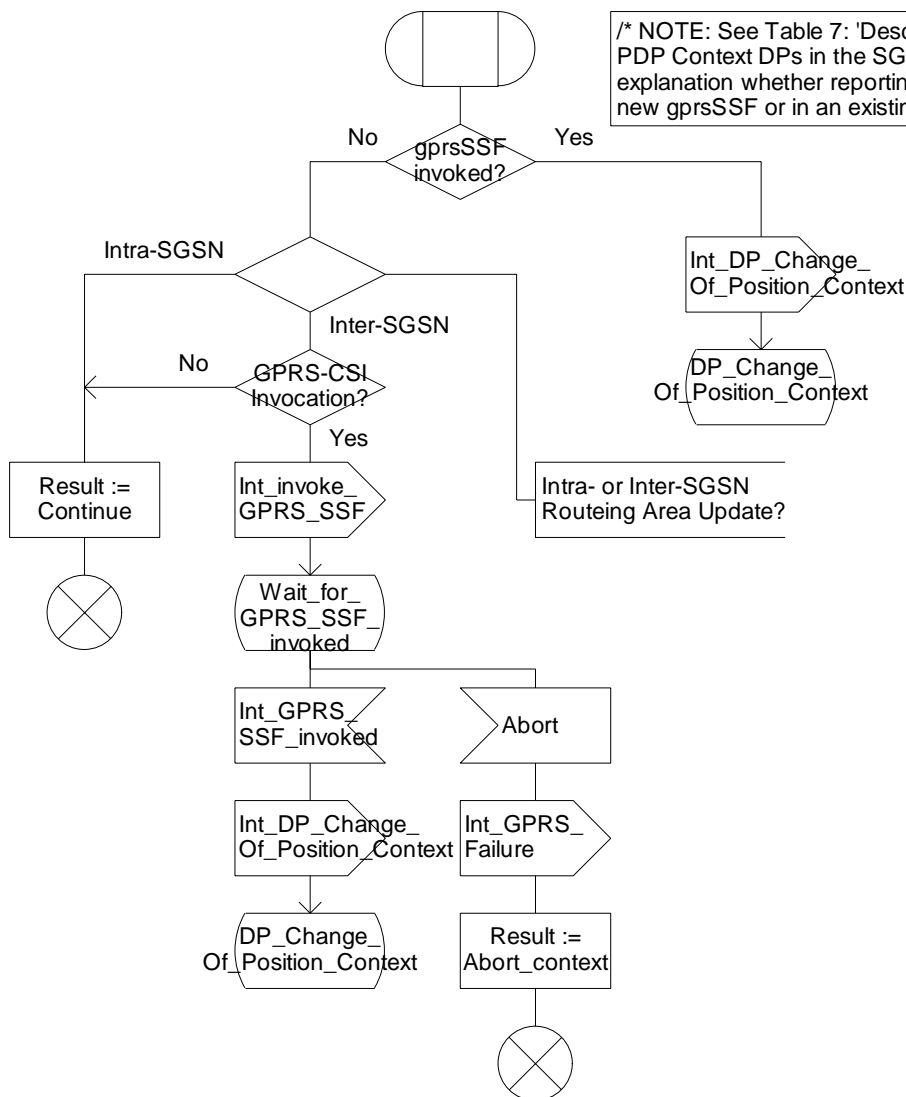 /* NOTE: See Table 7: 'Desc
PDP Context DPs in the SG
explanation whether reportin
new gprsSSF or in an existin
No
gprsSSF
invoked?
Yes
Intra-SGSN
Inter-SGSN
Int_DP_Change_
Of_Position_Context
No
GPRS-CSI
Invocation?
Yes
DP_Change_
Of_Position_Context
Result :=
Continue
Int_invoke_
GPRS_SSF
Intra- or Inter-SGSN
Routeing Area Update?
Wait_for_
GPRS_SSF_
invoked
Int_GPRS_
SSF_invoked
Abort
Int_DP_Change_
Of_Position_Context
Int_GPRS_
Failure
DP_Change_
Of_Position_Context
Result :=
Abort_context